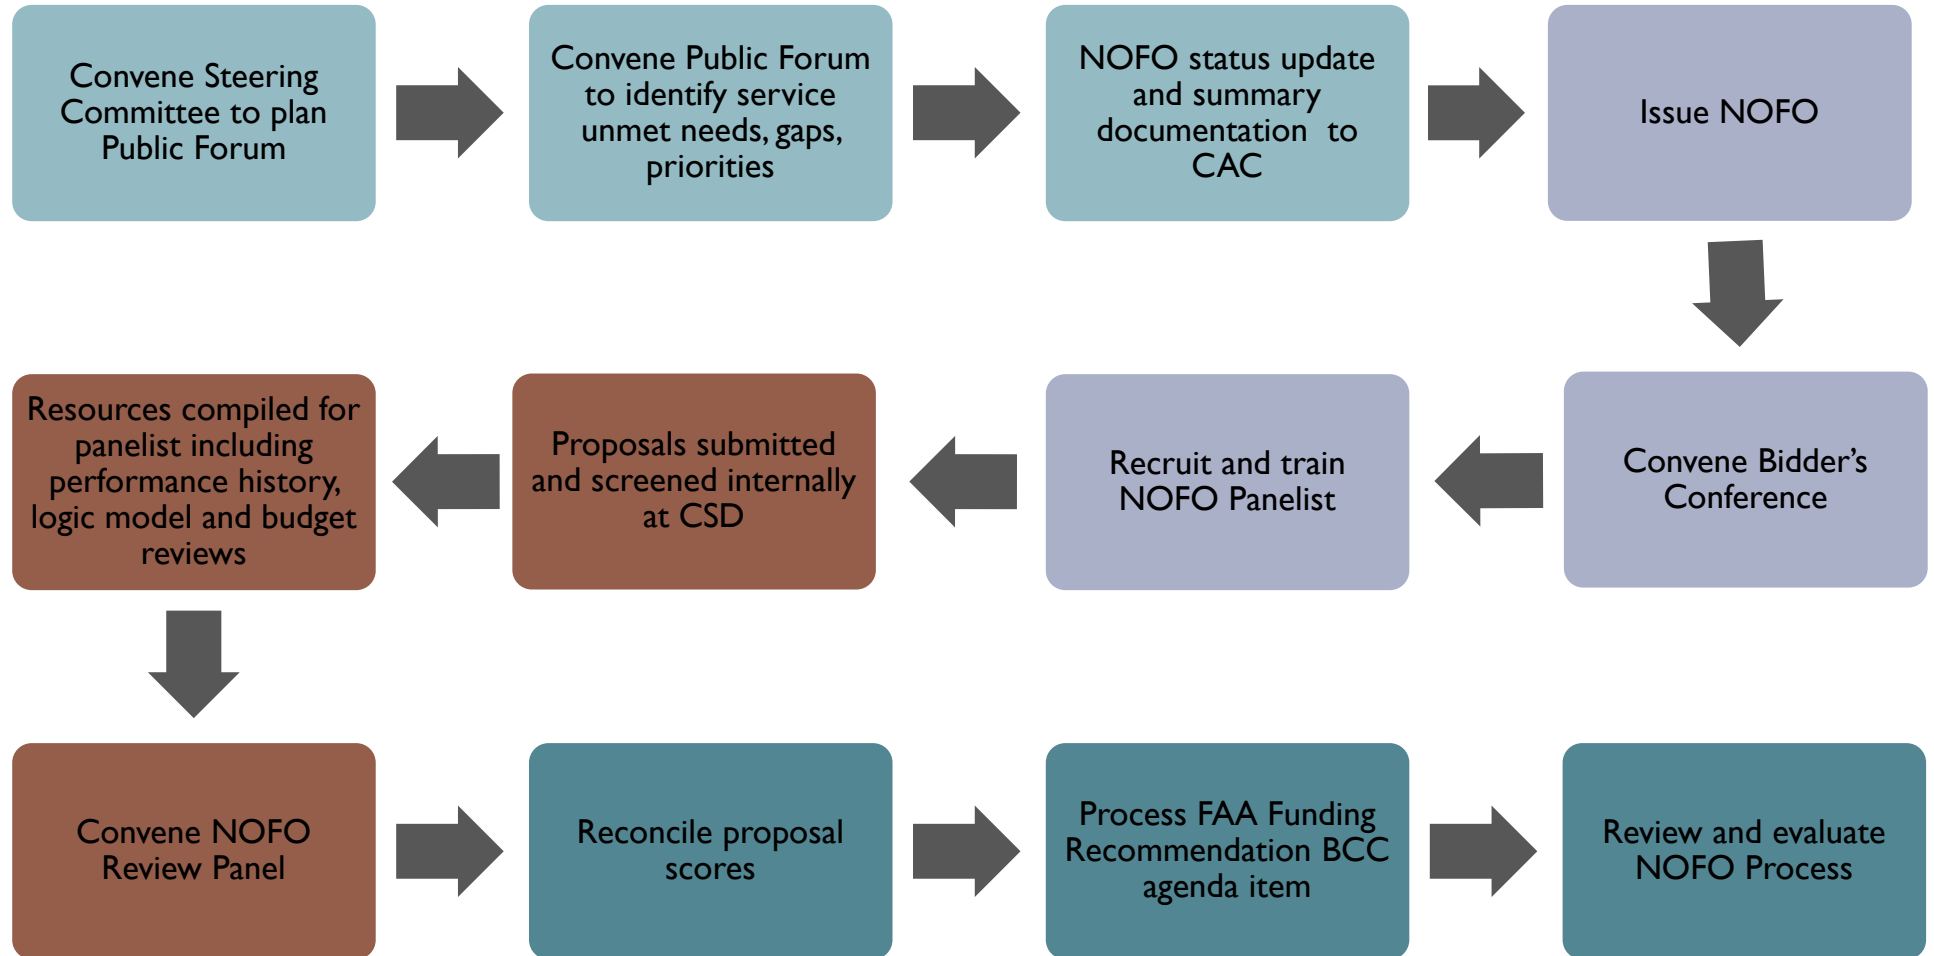 Convene Steering
Committee to plan
Public Forum
Convene Public Forum
to identify service
unmet needs, gaps,
priorities
NOFO status update
and summary
documentation  to
CAC
Issue NOFO
Convene Bidder’s
Conference
Recruit and train
NOFO Panelist
Proposals submitted
and screened internally
at CSD
Resources compiled for
panelist including
performance history,
logic model and budget
reviews
Convene NOFO
Review Panel
Reconcile proposal
scores
Process FAA Funding
Recommendation BCC
agenda item
Review and evaluate
NOFO Process